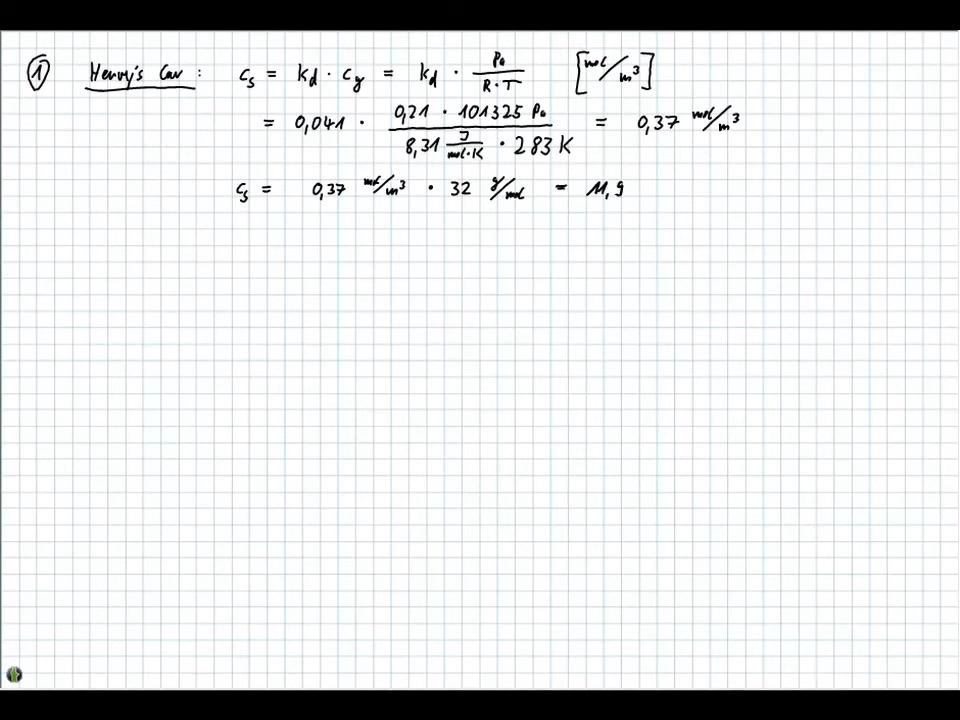 ① Henry's Law : c_s = k_d · c_g = k_d · Pa / (R · T) [mol/m³]
= 0,041 · (0,21 · 101325 Pa) / (8,31 J/(mol·K) · 283 K) = 0,37 mol/m³
c_s = 0,37 mol/m³ · 32 g/mol = 11,9